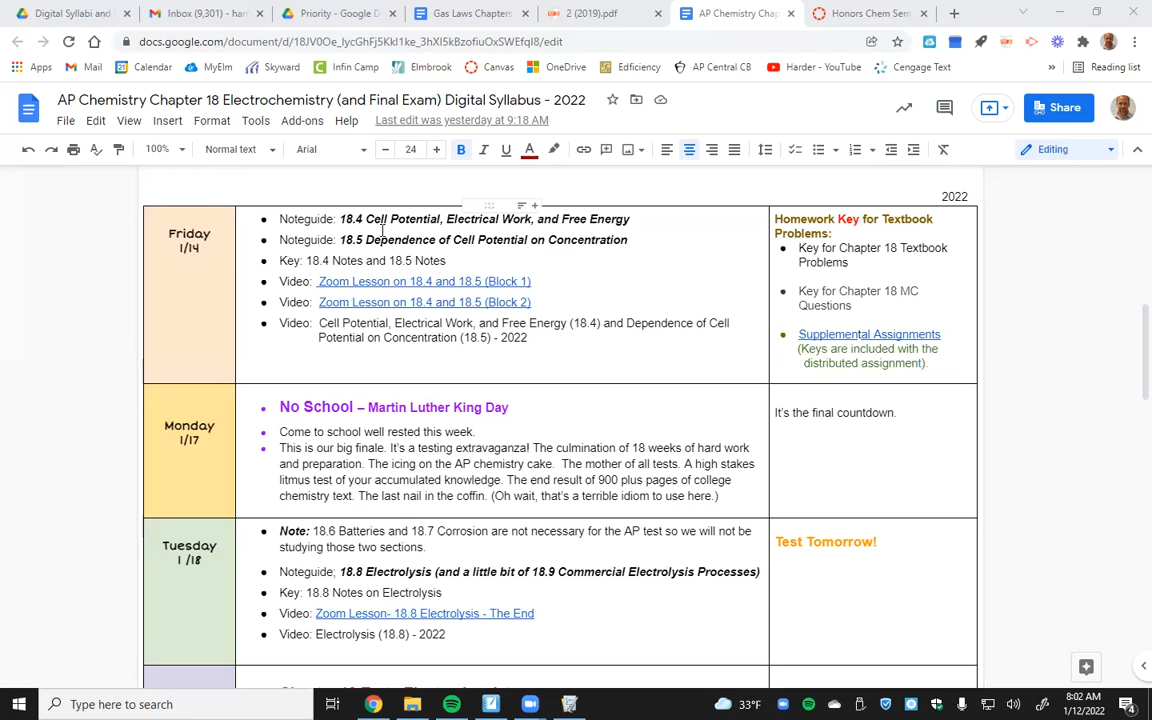 Digital Syllabi and
Inbox (9,301) - ham
Priority - Google D
Gas Laws Chapters
2 (2019).pdf
AP Chemistry Chap
Honors Chem Sem
docs.google.com/document/d/18JV0Oe_lycGhFj5Kkl1ke_3hXl5kBzofiuOxSWEfqI8/edit
Apps
Mail
Calendar
MyElm
Skyward
Infin Camp
Elmbrook
Canvas
OneDrive
Edficiency
AP Central CB
Harder - YouTube
Cengage Text
»
Reading list
AP Chemistry Chapter 18 Electrochemistry (and Final Exam) Digital Syllabus - 2022
Share
File Edit View Insert Format Tools Add-ons Help Last edit was yesterday at 9:18 AM
100% Normal text Arial - 24 + B I U A Editing
2022
Friday
1/14
Noteguide: 18.4 Cell Potential, Electrical Work, and Free Energy
Noteguide: 18.5 Dependence of Cell Potential on Concentration
Key: 18.4 Notes and 18.5 Notes
Video: Zoom Lesson on 18.4 and 18.5 (Block 1)
Video: Zoom Lesson on 18.4 and 18.5 (Block 2)
Video: Cell Potential, Electrical Work, and Free Energy (18.4) and Dependence of Cell
Potential on Concentration (18.5) - 2022
Homework Key for Textbook
Problems:
Key for Chapter 18 Textbook
Problems
Key for Chapter 18 MC
Questions
Supplemental Assignments
(Keys are included with the
distributed assignment).
Monday
1/17
No School – Martin Luther King Day
Come to school well rested this week.
This is our big finale. It's a testing extravaganza! The culmination of 18 weeks of hard work
and preparation. The icing on the AP chemistry cake. The mother of all tests. A high stakes
litmus test of your accumulated knowledge. The end result of 900 plus pages of college
chemistry text. The last nail in the coffin. (Oh wait, that's a terrible idiom to use here.)
It's the final countdown.
Tuesday
1 /18
Note: 18.6 Batteries and 18.7 Corrosion are not necessary for the AP test so we will not be
studying those two sections.
Noteguide; 18.8 Electrolysis (and a little bit of 18.9 Commercial Electrolysis Processes)
Key: 18.8 Notes on Electrolysis
Video: Zoom Lesson- 18.8 Electrolysis - The End
Video: Electrolysis (18.8) - 2022
Test Tomorrow!
Type here to search
33°F
8:02 AM
1/12/2022
4